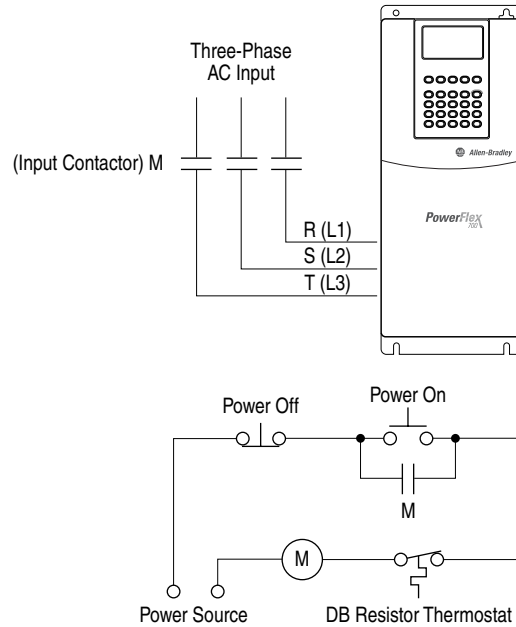 Three-Phase
AC Input
(Input Contactor) M
R (L1)
S (L2)
T (L3)
Allen-Bradley
PowerFlex
700
Power Off
Power On
M
M
Power Source
DB Resistor Thermostat